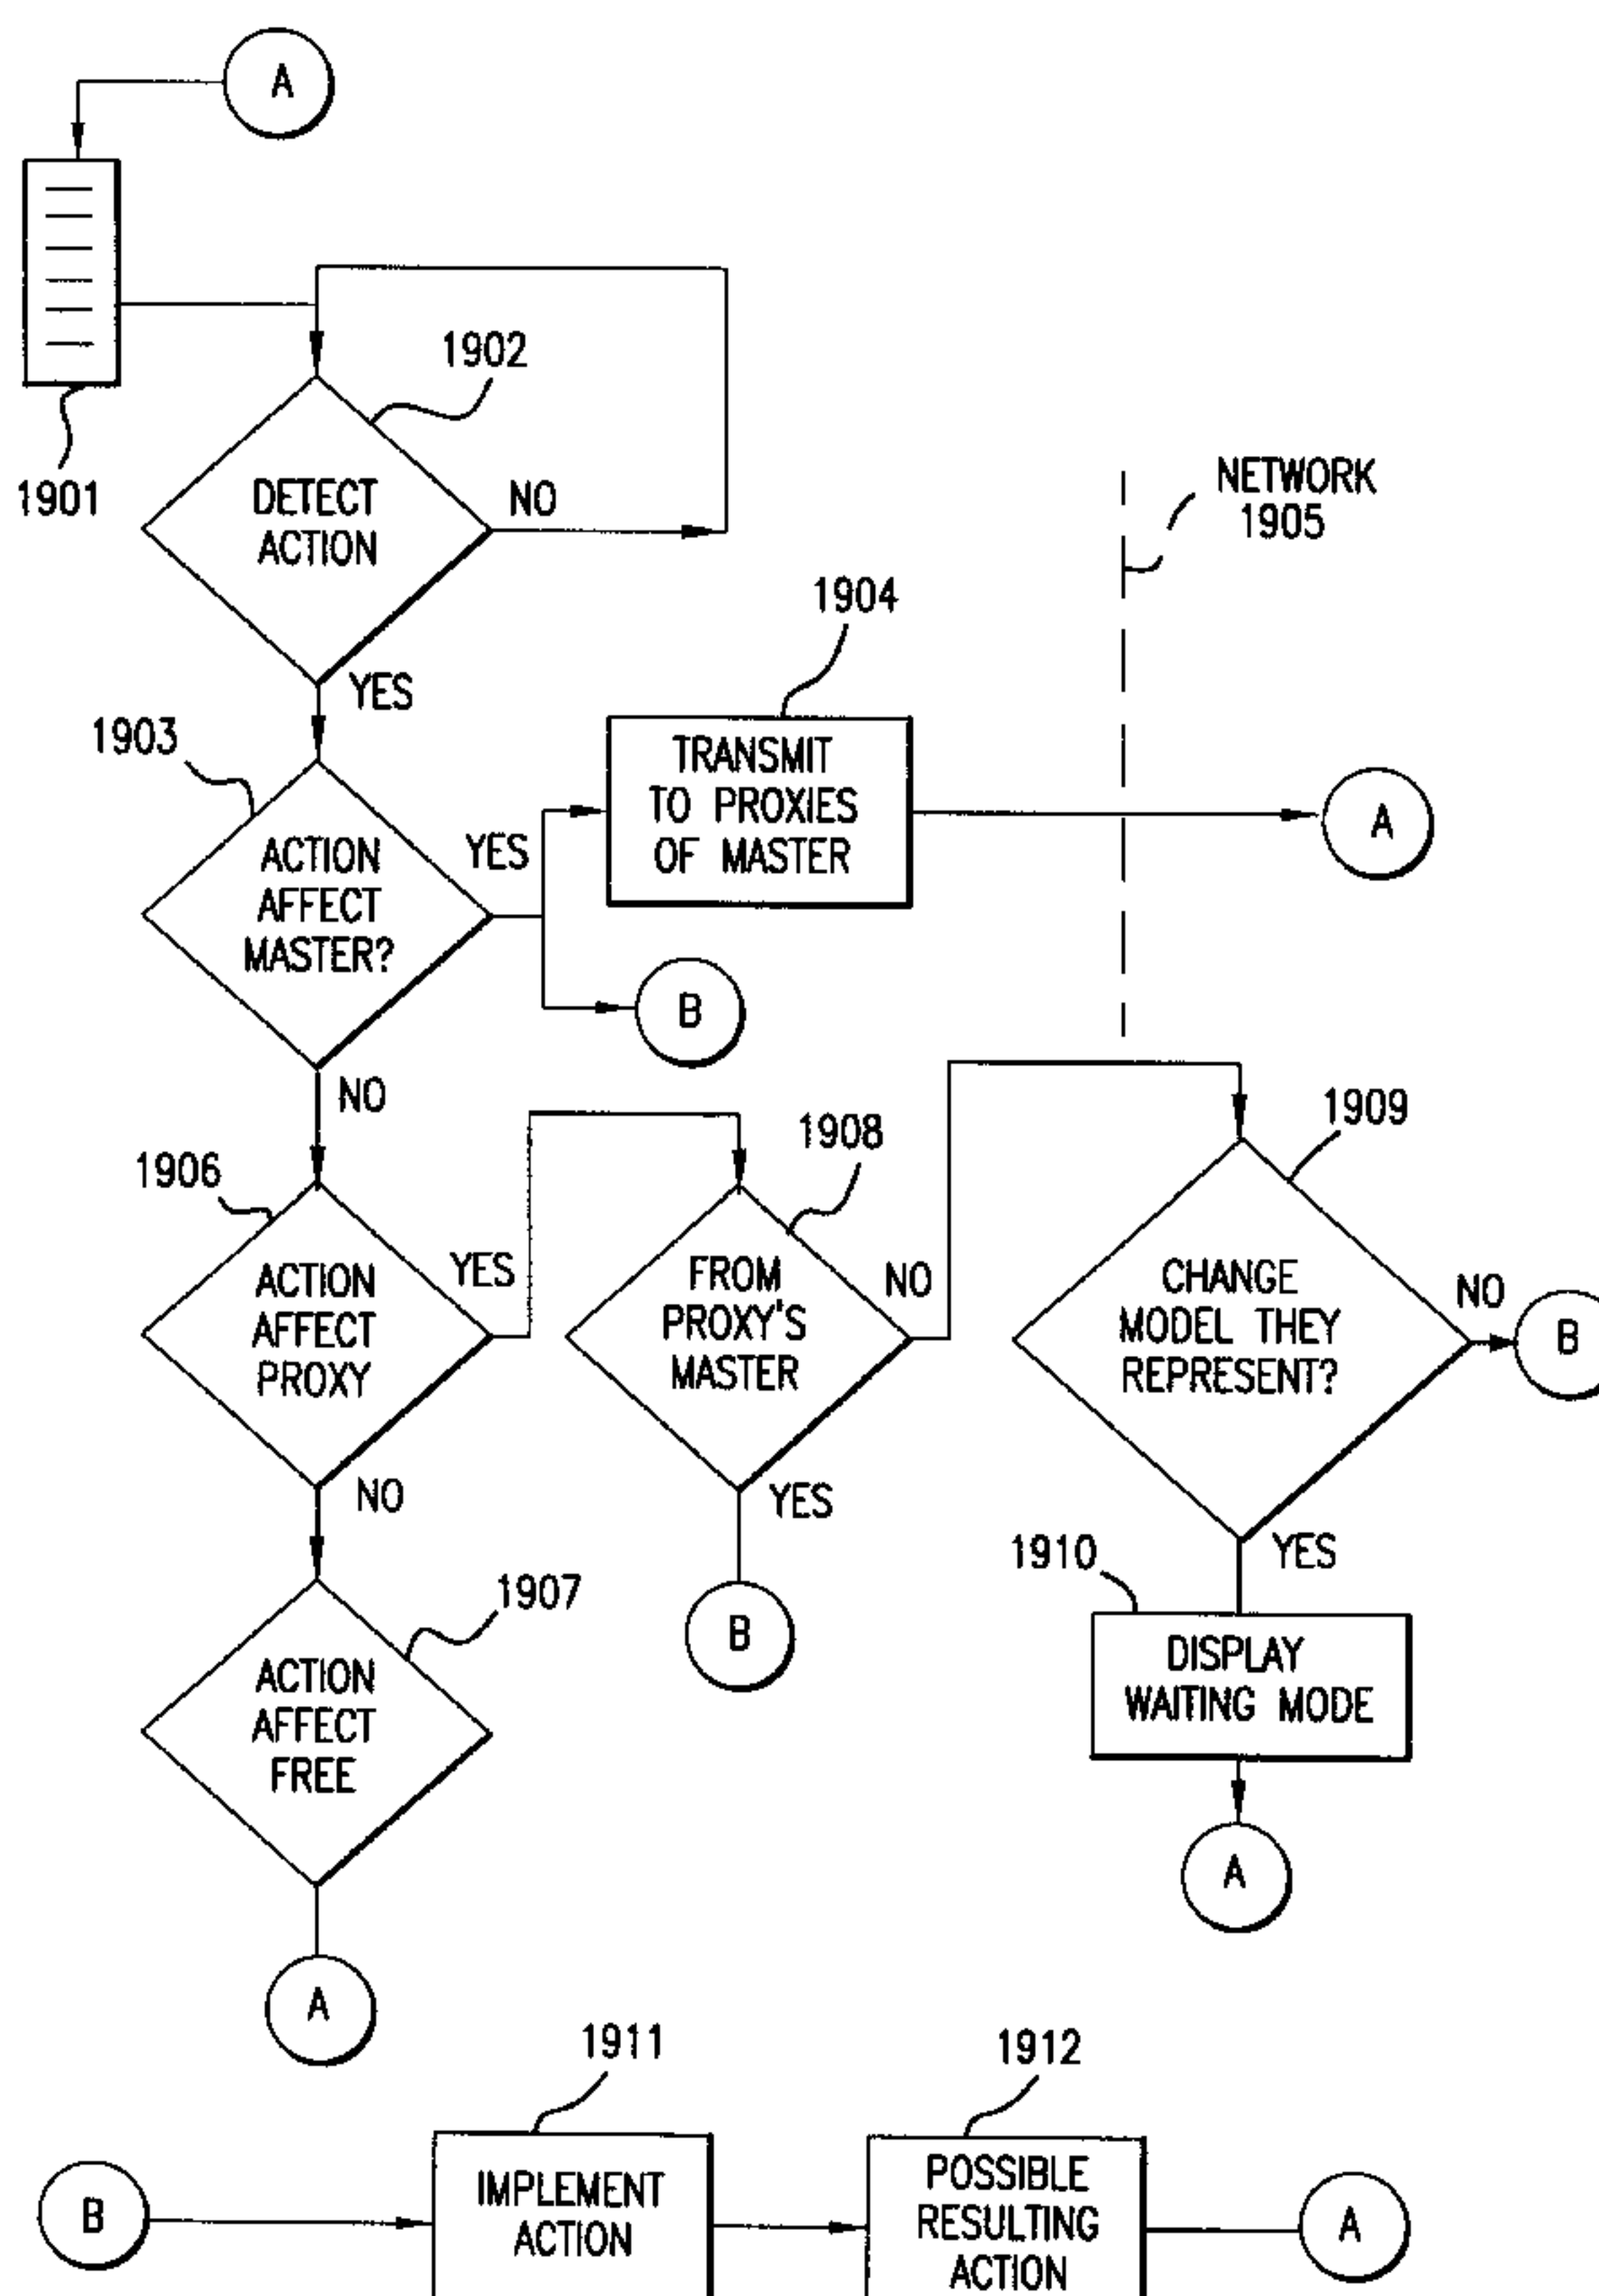 A
1901
1902
DETECT
ACTION
NO
YES
NETWORK
1905
1904
TRANSMIT
TO PROXIES
OF MASTER
A
1903
ACTION
AFFECT
MASTER?
YES
B
NO
1906
ACTION
AFFECT
PROXY
YES
NO
1908
FROM
PROXY'S
MASTER
NO
YES
B
1909
CHANGE
MODEL THEY
REPRESENT?
NO
B
YES
1910
DISPLAY
WAITING MODE
A
1907
ACTION
AFFECT
FREE
A
B
1911
IMPLEMENT
ACTION
1912
POSSIBLE
RESULTING
ACTION
A